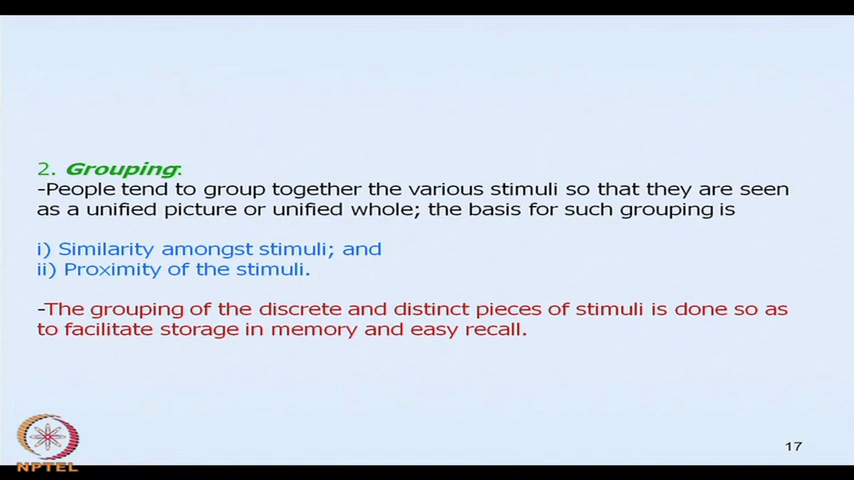 2. Grouping:
-People tend to group together the various stimuli so that they are seen
as a unified picture or unified whole; the basis for such grouping is
i) Similarity amongst stimuli; and
ii) Proximity of the stimuli.
-The grouping of the discrete and distinct pieces of stimuli is done so as
to facilitate storage in memory and easy recall.
17
NPTEL